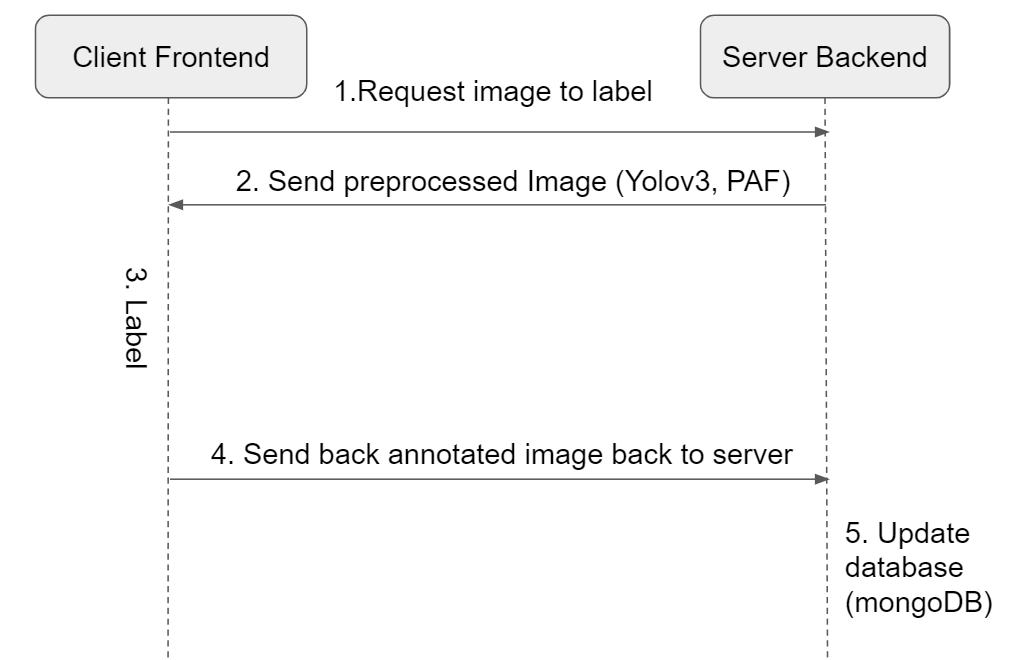 Client Frontend
Server Backend
1.Request image to label
2. Send preprocessed Image (Yolov3, PAF)
3. Label
4. Send back annotated image back to server
5. Update
database
(mongoDB)